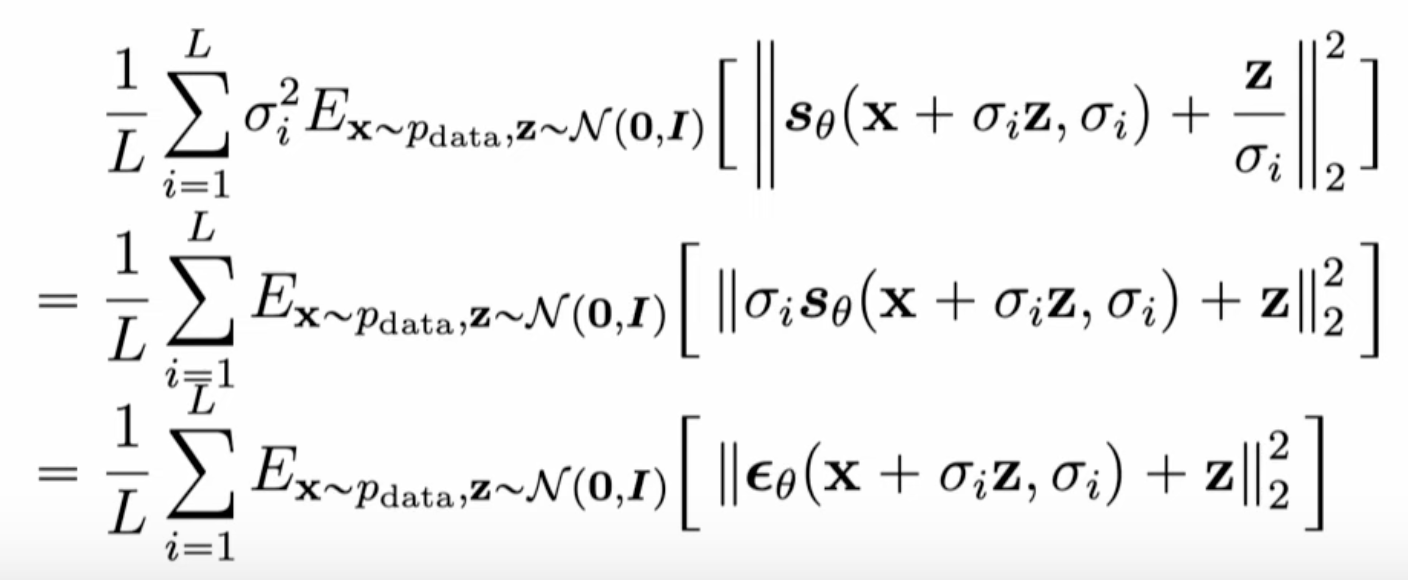 $\frac{1}{L}\sum_{i=1}^{L}\sigma_i^2 E_{\mathbf{x}\sim p_{\text{data}},\mathbf{z}\sim\mathcal{N}(\mathbf{0},\boldsymbol{I})}\left[\left\|\boldsymbol{s}_\theta(\mathbf{x}+\sigma_i\mathbf{z},\sigma_i)+\frac{\mathbf{z}}{\sigma_i}\right\|_2^2\right]$
$=\frac{1}{L}\sum_{i=1}^{L}E_{\mathbf{x}\sim p_{\text{data}},\mathbf{z}\sim\mathcal{N}(\mathbf{0},\boldsymbol{I})}\left[\left\|\sigma_i\boldsymbol{s}_\theta(\mathbf{x}+\sigma_i\mathbf{z},\sigma_i)+\mathbf{z}\right\|_2^2\right]$
$=\frac{1}{L}\sum_{i=1}^{L}E_{\mathbf{x}\sim p_{\text{data}},\mathbf{z}\sim\mathcal{N}(\mathbf{0},\boldsymbol{I})}\left[\left\|\boldsymbol{\epsilon}_\theta(\mathbf{x}+\sigma_i\mathbf{z},\sigma_i)+\mathbf{z}\right\|_2^2\right]$